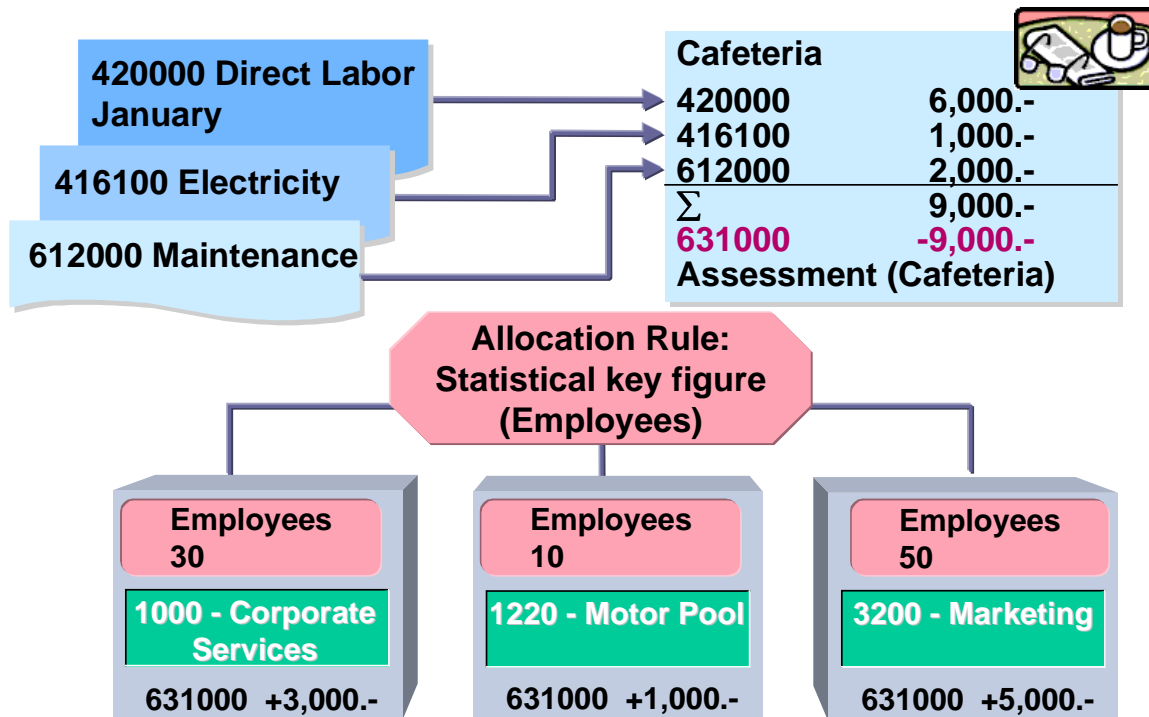 420000 Direct Labor
January
416100 Electricity
612000 Maintenance
Cafeteria
420000 6,000.-
416100 1,000.-
612000 2,000.-
Σ 9,000.-
631000 -9,000.-
Assessment (Cafeteria)
Allocation Rule:
Statistical key figure
(Employees)
Employees
30
1000 - Corporate
Services
631000 +3,000.-
Employees
10
1220 - Motor Pool
631000 +1,000.-
Employees
50
3200 - Marketing
631000 +5,000.-